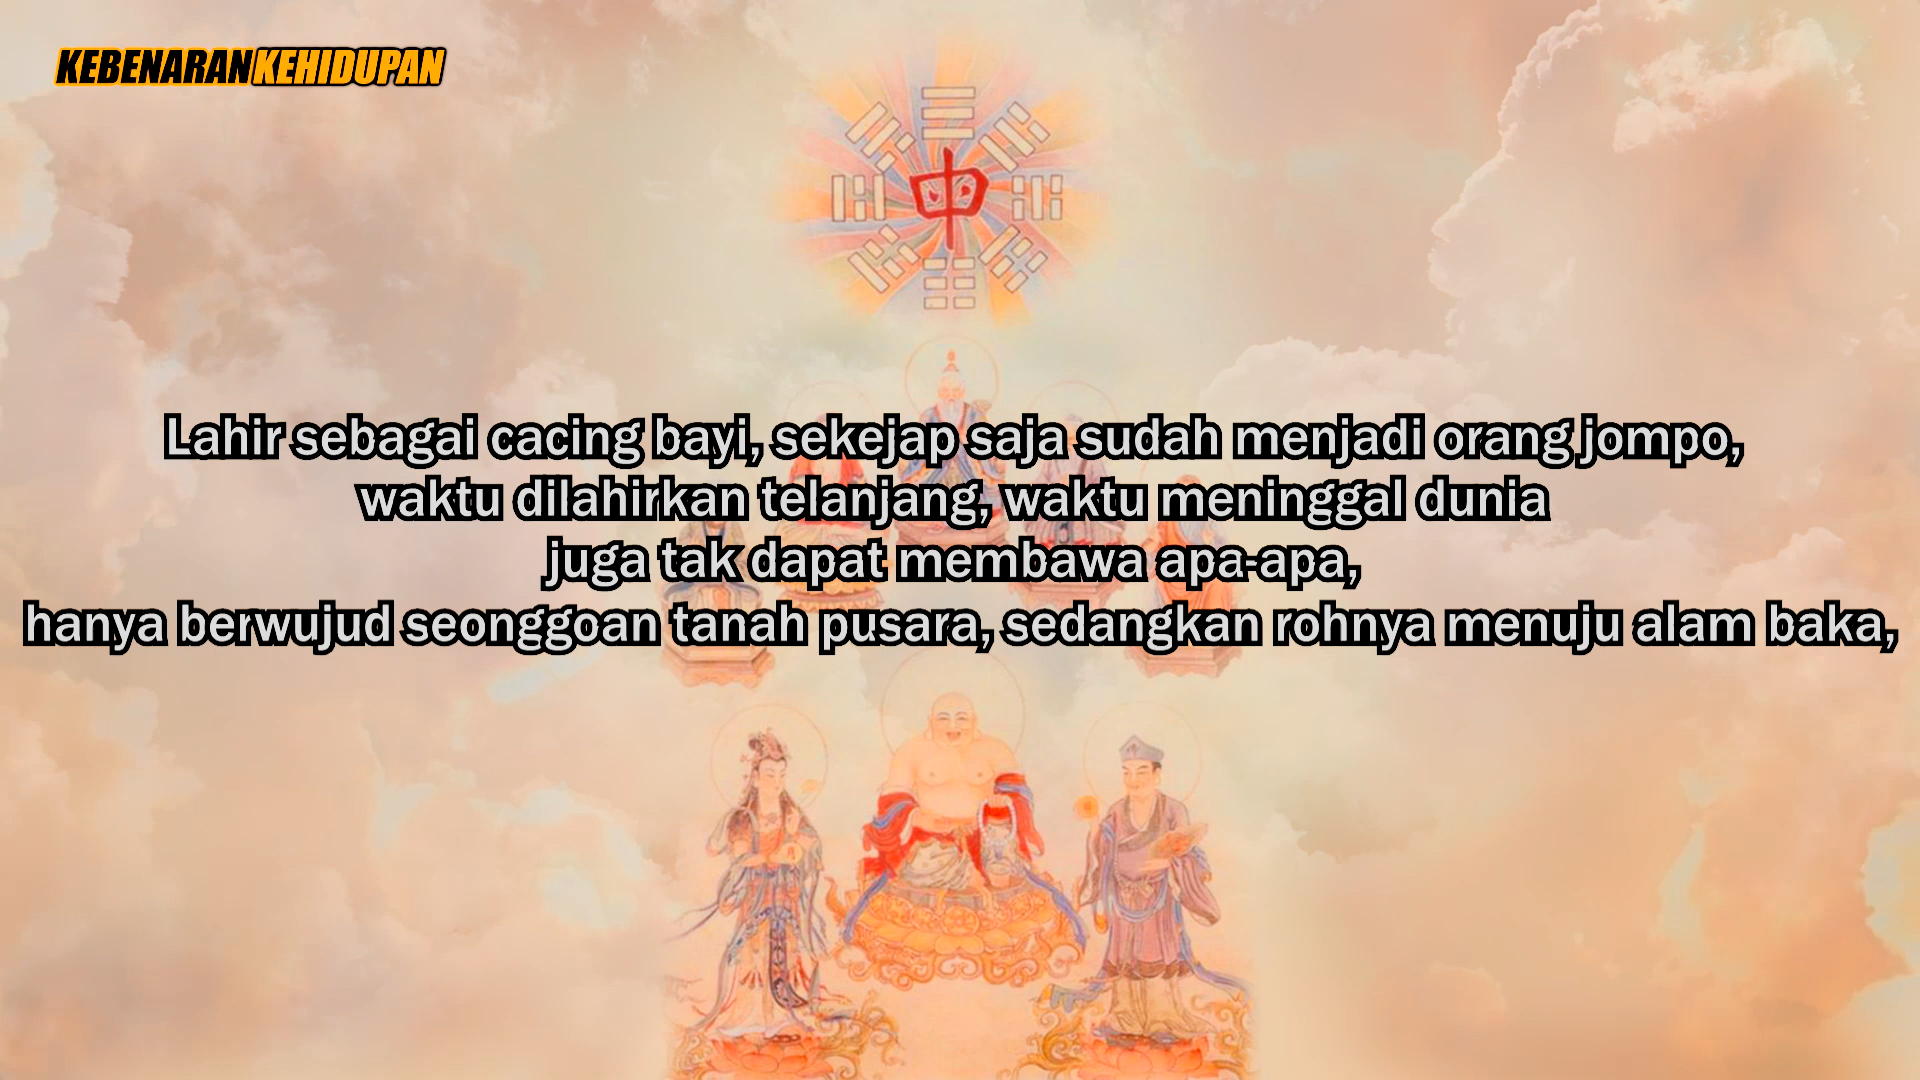 KEBENARANKEHIDUPAN
Lahir sebagai cacing bayi, sekejap saja sudah menjadi orang jompo,
waktu dilahirkan telanjang, waktu meninggal dunia
juga tak dapat membawa apa-apa,
hanya berwujud seonggoan tanah pusara, sedangkan rohnya menuju alam baka,